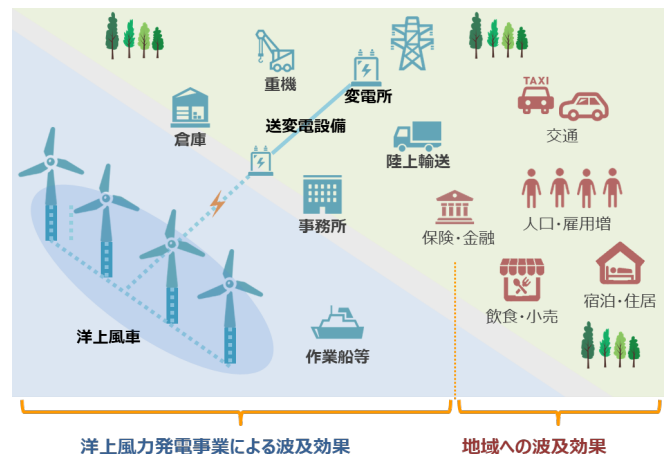 重機
変電所
TAXI
交通
倉庫
送変電設備
陸上輸送
事務所
保険・金融
人口・雇用増
宿泊・住居
飲食・小売
洋上風車
作業船等
洋上風力発電事業による波及効果
地域への波及効果